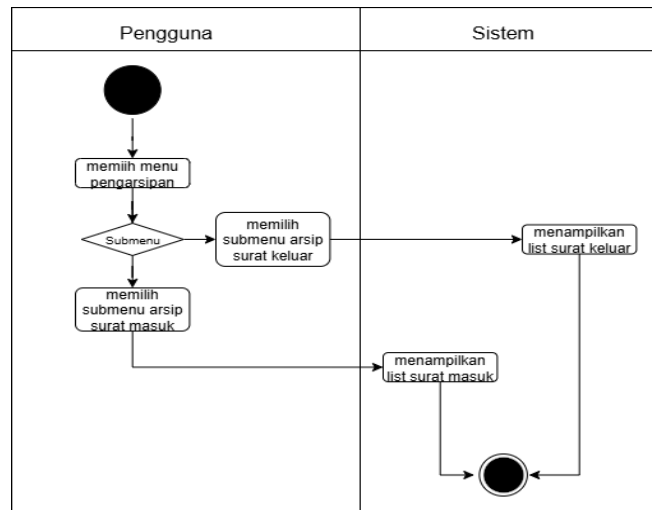 Pengguna
Sistem
memiih menu
pengarsipan
Submenu
memilih
submenu arsip
surat keluar
menampilkan
list surat keluar
memilih
submenu arsip
surat masuk
menampilkan
list surat masuk